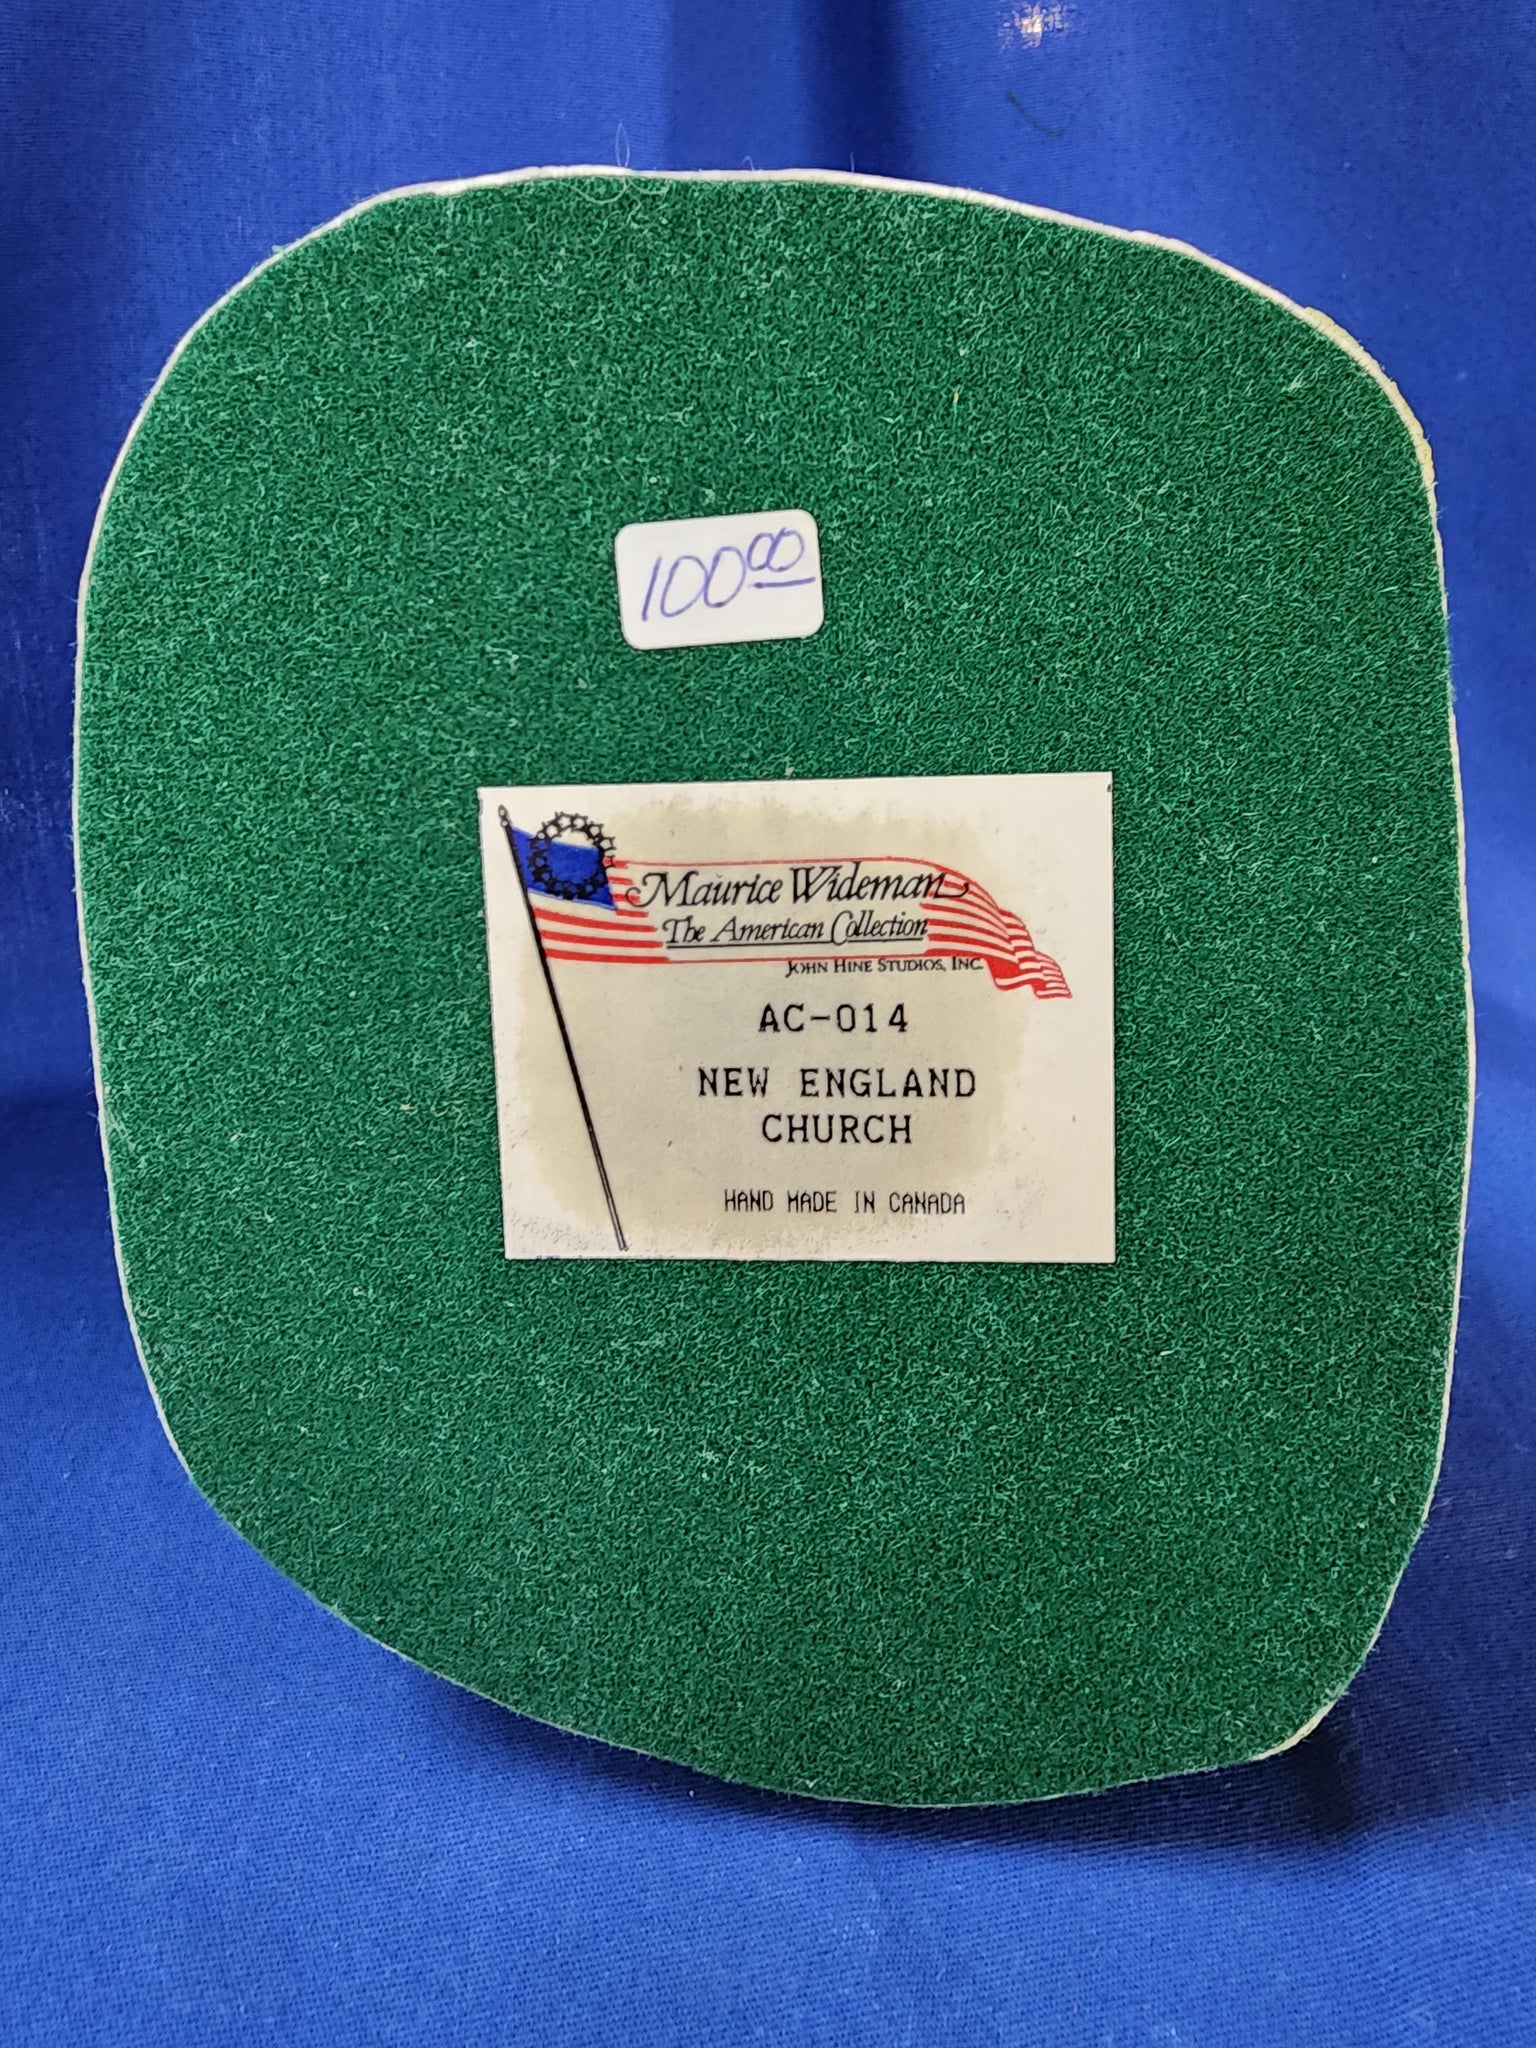 100 00
Maurice Wideman
The American Collection
JOHN HINE STUDIOS, INC.
AC-014
NEW ENGLAND
CHURCH
HAND MADE IN CANADA